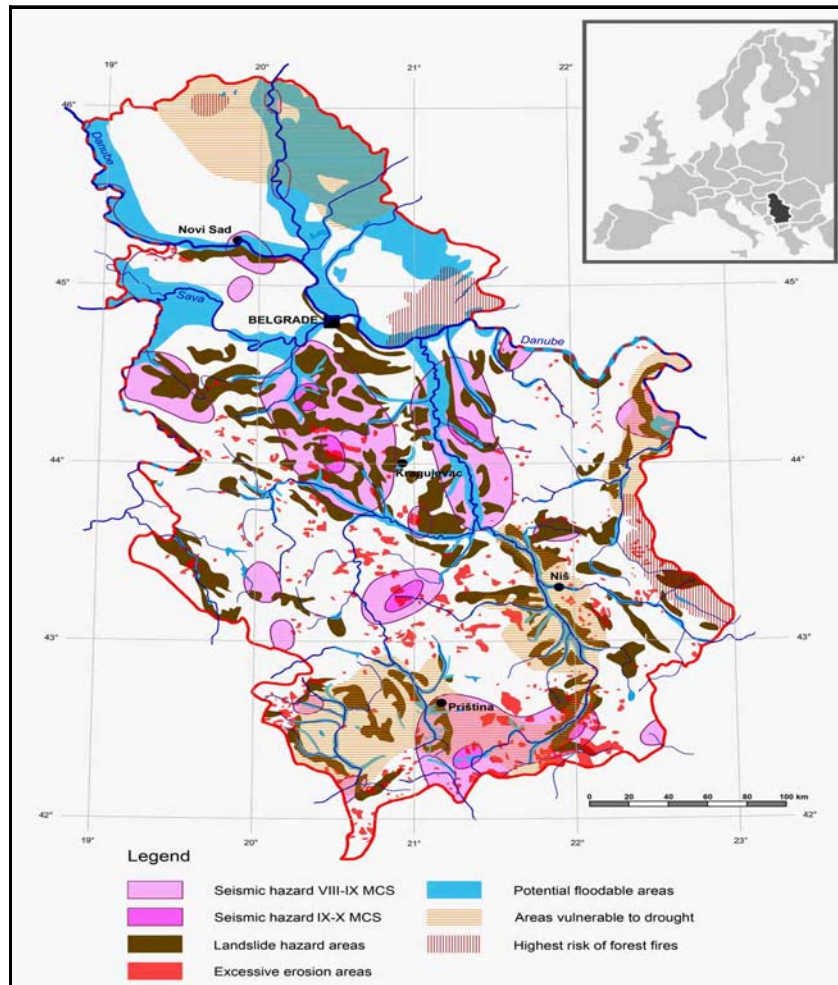 19°
20°
21°
22°
46°
Danube
Novi Sad
45°
45°
Sava
BELGRADE
Danube
44°
44°
Kragujevac
Niš
43°
43°
Priština
0 20 40 60 80 100 km
42°
42°
19°
20°
21°
22°
23°
Legend
Seismic hazard VIII-IX MCS
Seismic hazard IX-X MCS
Landslide hazard areas
Excessive erosion areas
Potential floodable areas
Areas vulnerable to drought
Highest risk of forest fires